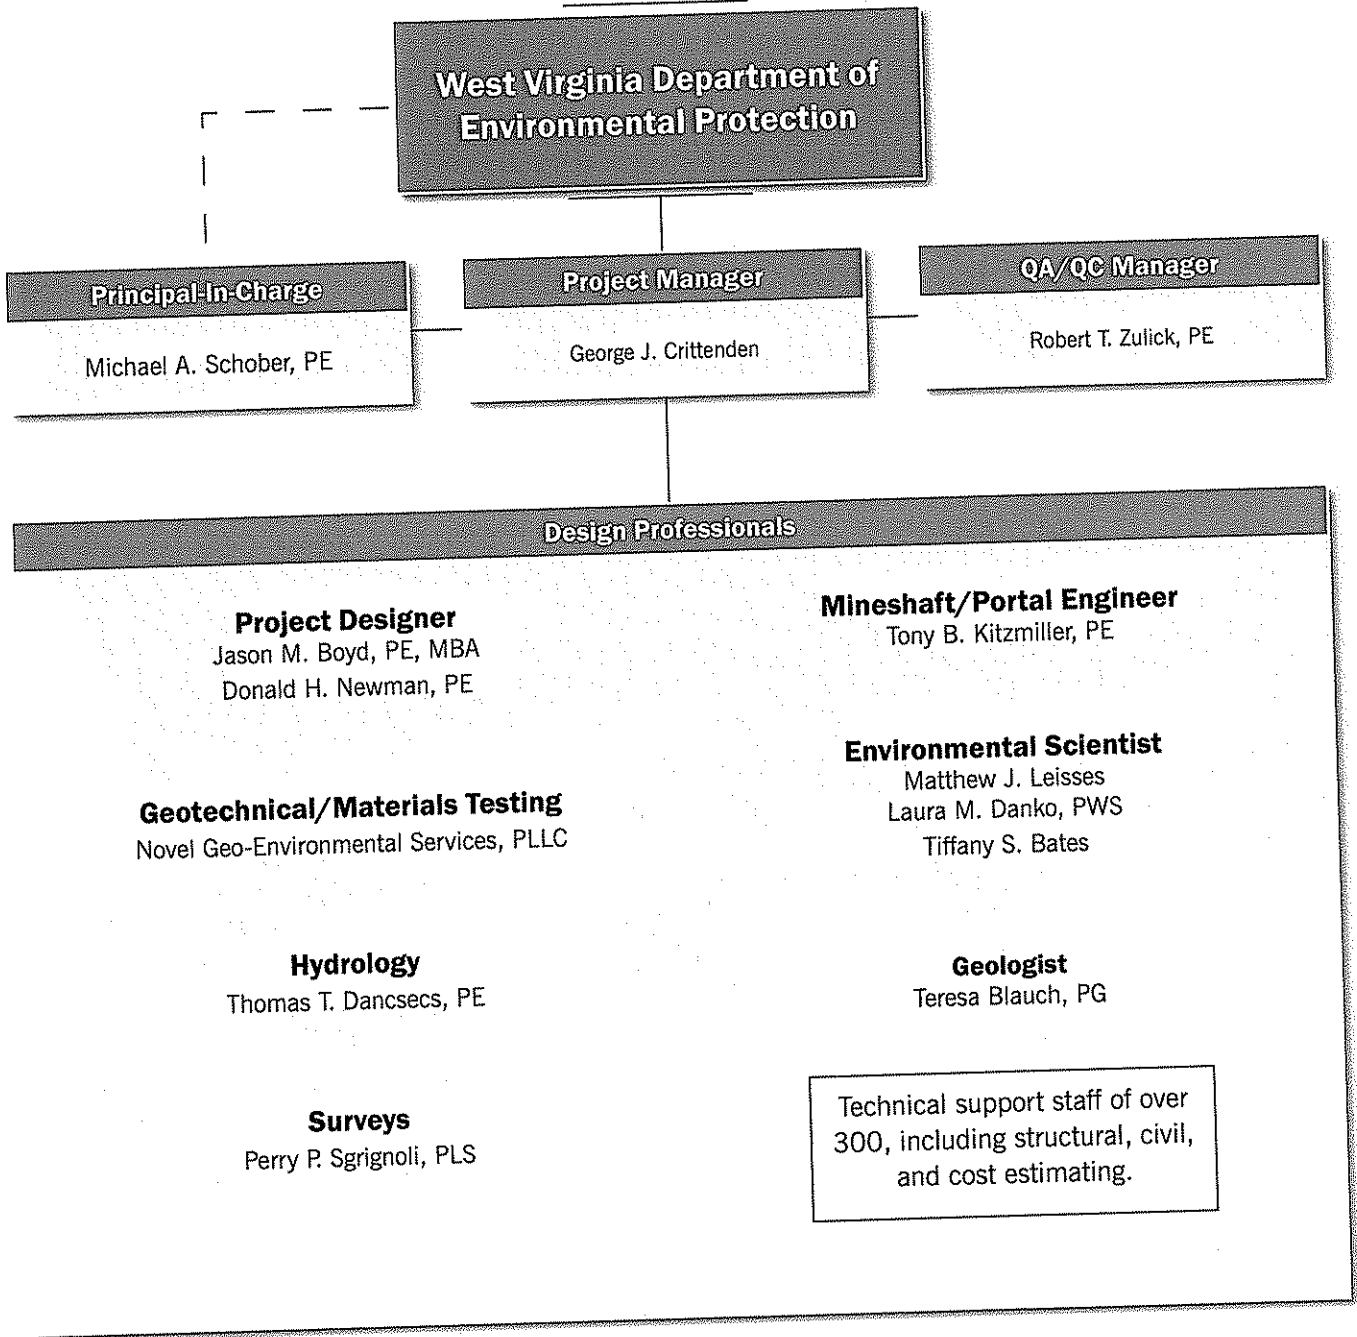 West Virginia Department of
Environmental Protection
Principal-In-Charge
Michael A. Schober, PE
Project Manager
George J. Crittenden
QA/QC Manager
Robert T. Zulick, PE
Design Professionals
Project Designer
Jason M. Boyd, PE, MBA
Donald H. Newman, PE
Geotechnical/Materials Testing
Novel Geo-Environmental Services, PLLC
Hydrology
Thomas T. Dancsecs, PE
Surveys
Perry P. Sgrignoli, PLS
Mineshaft/Portal Engineer
Tony B. Kitzmiller, PE
Environmental Scientist
Matthew J. Leisses
Laura M. Danko, PWS
Tiffany S. Bates
Geologist
Teresa Blauch, PG
Technical support staff of over
300, including structural, civil,
and cost estimating.